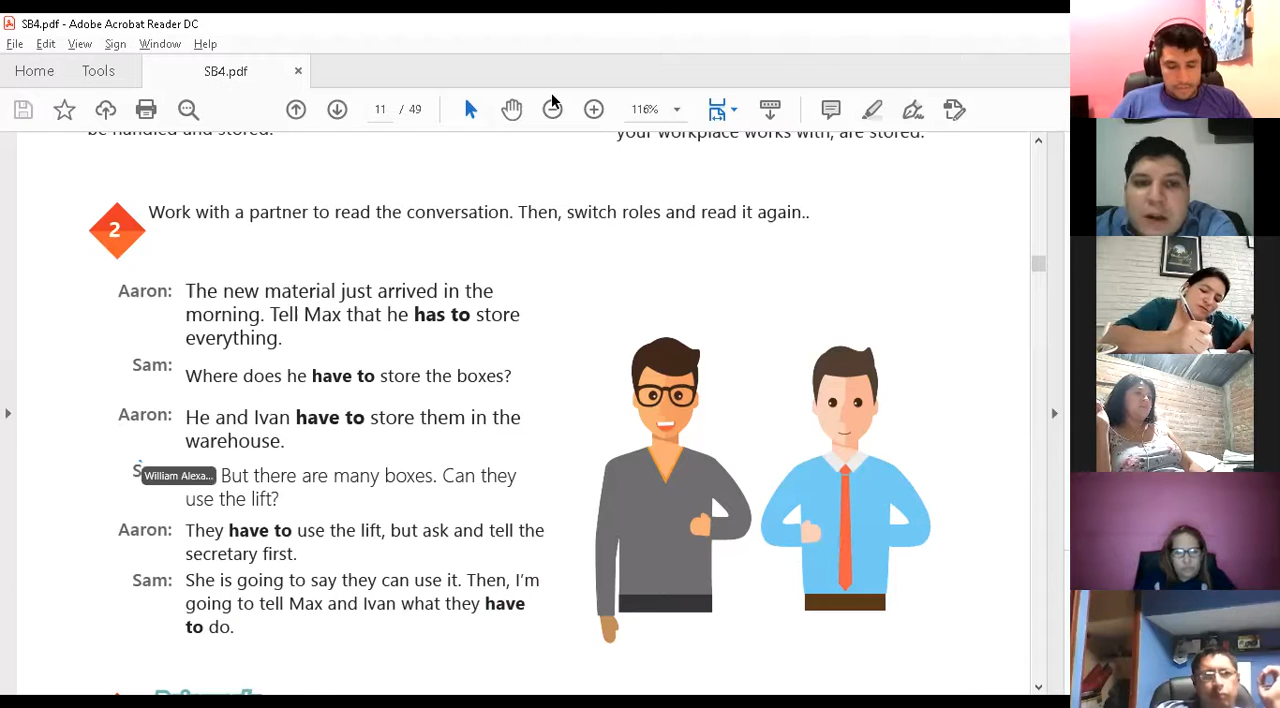 SB4.pdf - Adobe Acrobat Reader DC
File Edit View Sign Window Help
Home Tools SB4.pdf ×
11 / 49 116%
be handled and stored.
your workplace works with, are stored.
2 Work with a partner to read the conversation. Then, switch roles and read it again..
Aaron: The new material just arrived in the
morning. Tell Max that he has to store
everything.
Sam: Where does he have to store the boxes?
Aaron: He and Ivan have to store them in the
warehouse.
William Alexa... But there are many boxes. Can they
use the lift?
Aaron: They have to use the lift, but ask and tell the
secretary first.
Sam: She is going to say they can use it. Then, I'm
going to tell Max and Ivan what they have
to do.